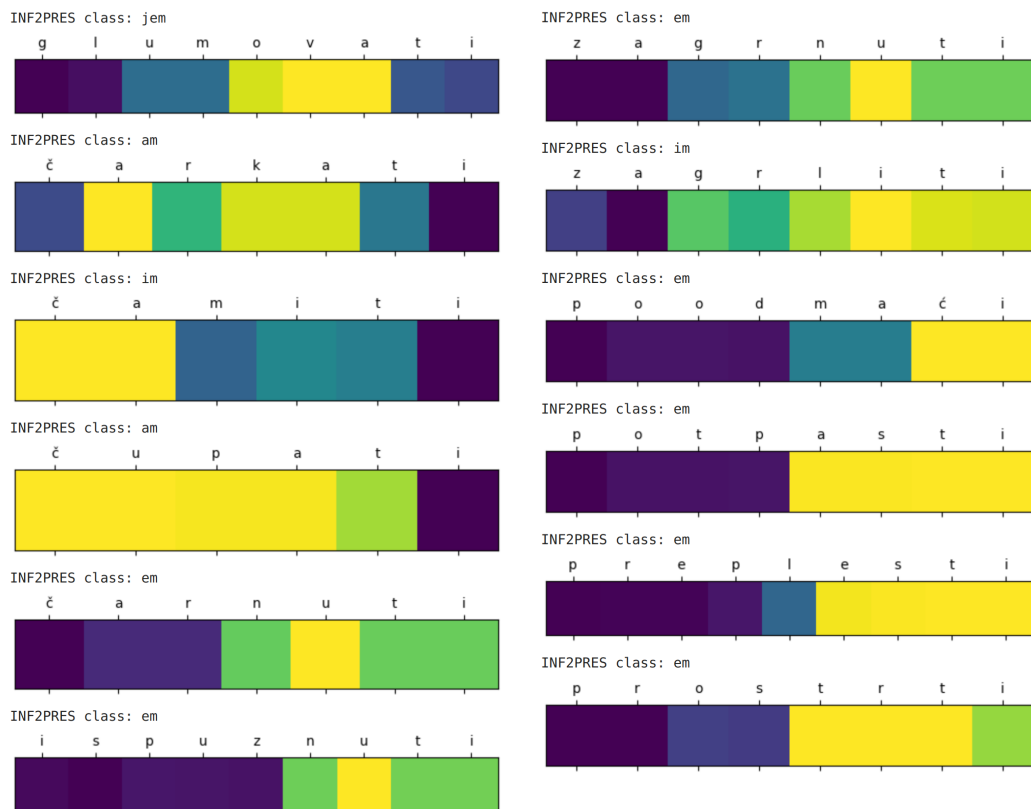 INF2PRES class: jem
g l u m o v a t i
INF2PRES class: am
č a r k a t i
INF2PRES class: im
č a m i t i
INF2PRES class: am
č u p a t i
INF2PRES class: em
č a r n u t i
INF2PRES class: em
i s p u z n u t i
INF2PRES class: em
z a g r n u t i
INF2PRES class: im
z a g r l i t i
INF2PRES class: em
p o o d m a ć i
INF2PRES class: em
p o t p a s t i
INF2PRES class: em
p r e p l e s t i
INF2PRES class: em
p r o s t r t i